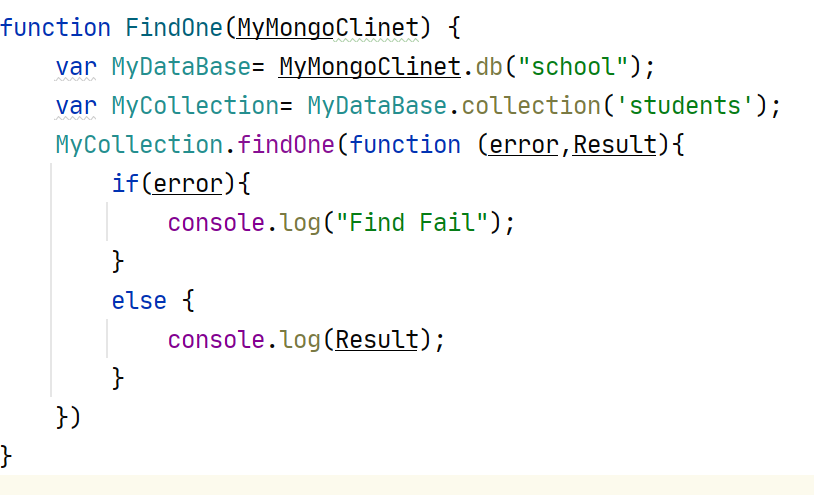 function FindOne(MyMongoClinet) {
    var MyDataBase= MyMongoClinet.db("school");
    var MyCollection= MyDataBase.collection('students');
    MyCollection.findOne(function (error,Result){
        if(error){
            console.log("Find Fail");
        }
        else {
            console.log(Result);
        }
    })
}